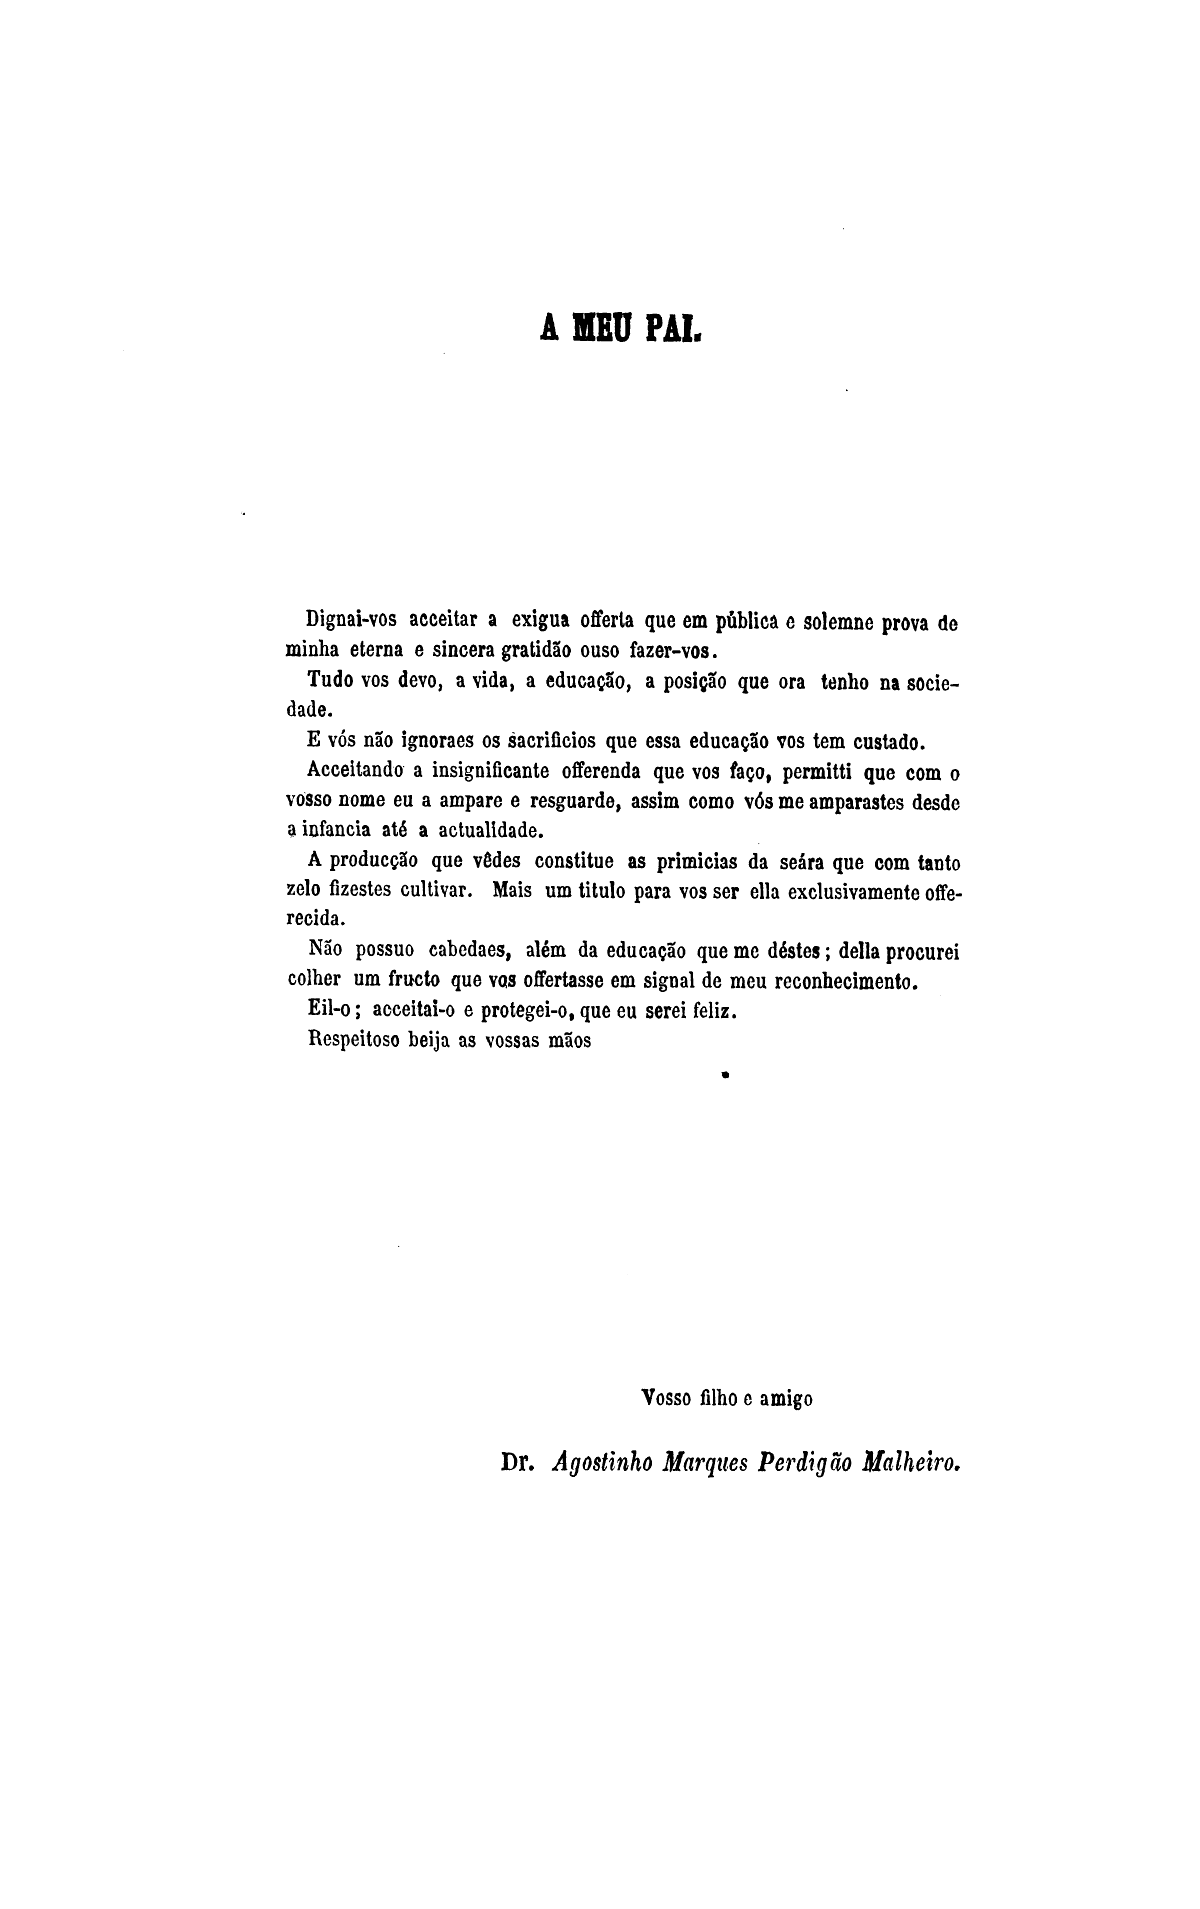 A MEU PAI.
Dignai-vos acceitar a exigua offerta que em pública e solemne prova de
minha eterna e sincera gratidão ouso fazer-vos.
Tudo vos devo, a vida, a educação, a posição que ora tenho na socie-
dade.
E vós não ignoraes os sacrificios que essa educação vos tem custado.
Acceitando a insignificante offerenda que vos faço, permitti que com o
vosso nome eu a ampare e resguarde, assim como vós me amparastes desde
a infancia até a actualidade.
A producção que vêdes constitue as primicias da seára que com tanto
zelo fizestes cultivar. Mais um titulo para vos ser ella exclusivamente offe-
recida.
Não possuo cabedaes, além da educação que me déstes; della procurei
colher um fructo que vos offertasse em signal de meu reconhecimento.
Eil-o; acceitai-o e protegei-o, que eu serei feliz.
Respeitoso beija as vossas mãos
Vosso filho e amigo
Dr. Agostinho Marques Perdigão Malheiro.